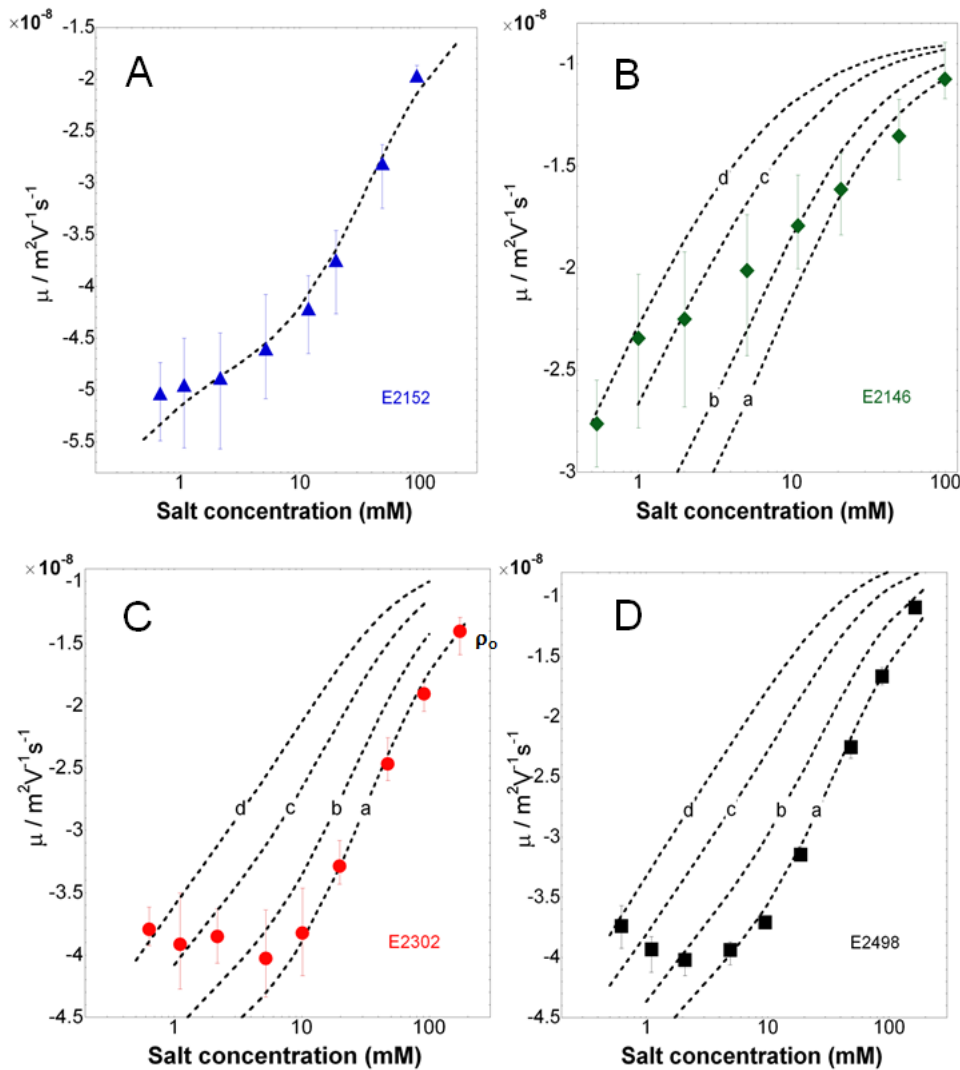 ×10⁻⁸
A
-1.5
-2
-2.5
-3
-3.5
-4
-4.5
-5
-5.5
μ / m²V⁻¹s⁻¹
E2152
1
10
100
Salt concentration (mM)
×10⁻⁸
B
-1
-1.5
-2
-2.5
-3
μ / m²V⁻¹s⁻¹
d
c
b
a
E2146
1
10
100
Salt concentration (mM)
×10⁻⁸
C
-1
-1.5
-2
-2.5
-3
-3.5
-4
-4.5
μ / m²V⁻¹s⁻¹
ρₒ
d
c
b
a
E2302
1
10
100
Salt concentration (mM)
×10⁻⁸
D
-1
-1.5
-2
-2.5
-3
-3.5
-4
-4.5
μ / m²V⁻¹s⁻¹
d
c
b
a
E2498
1
10
100
Salt concentration (mM)